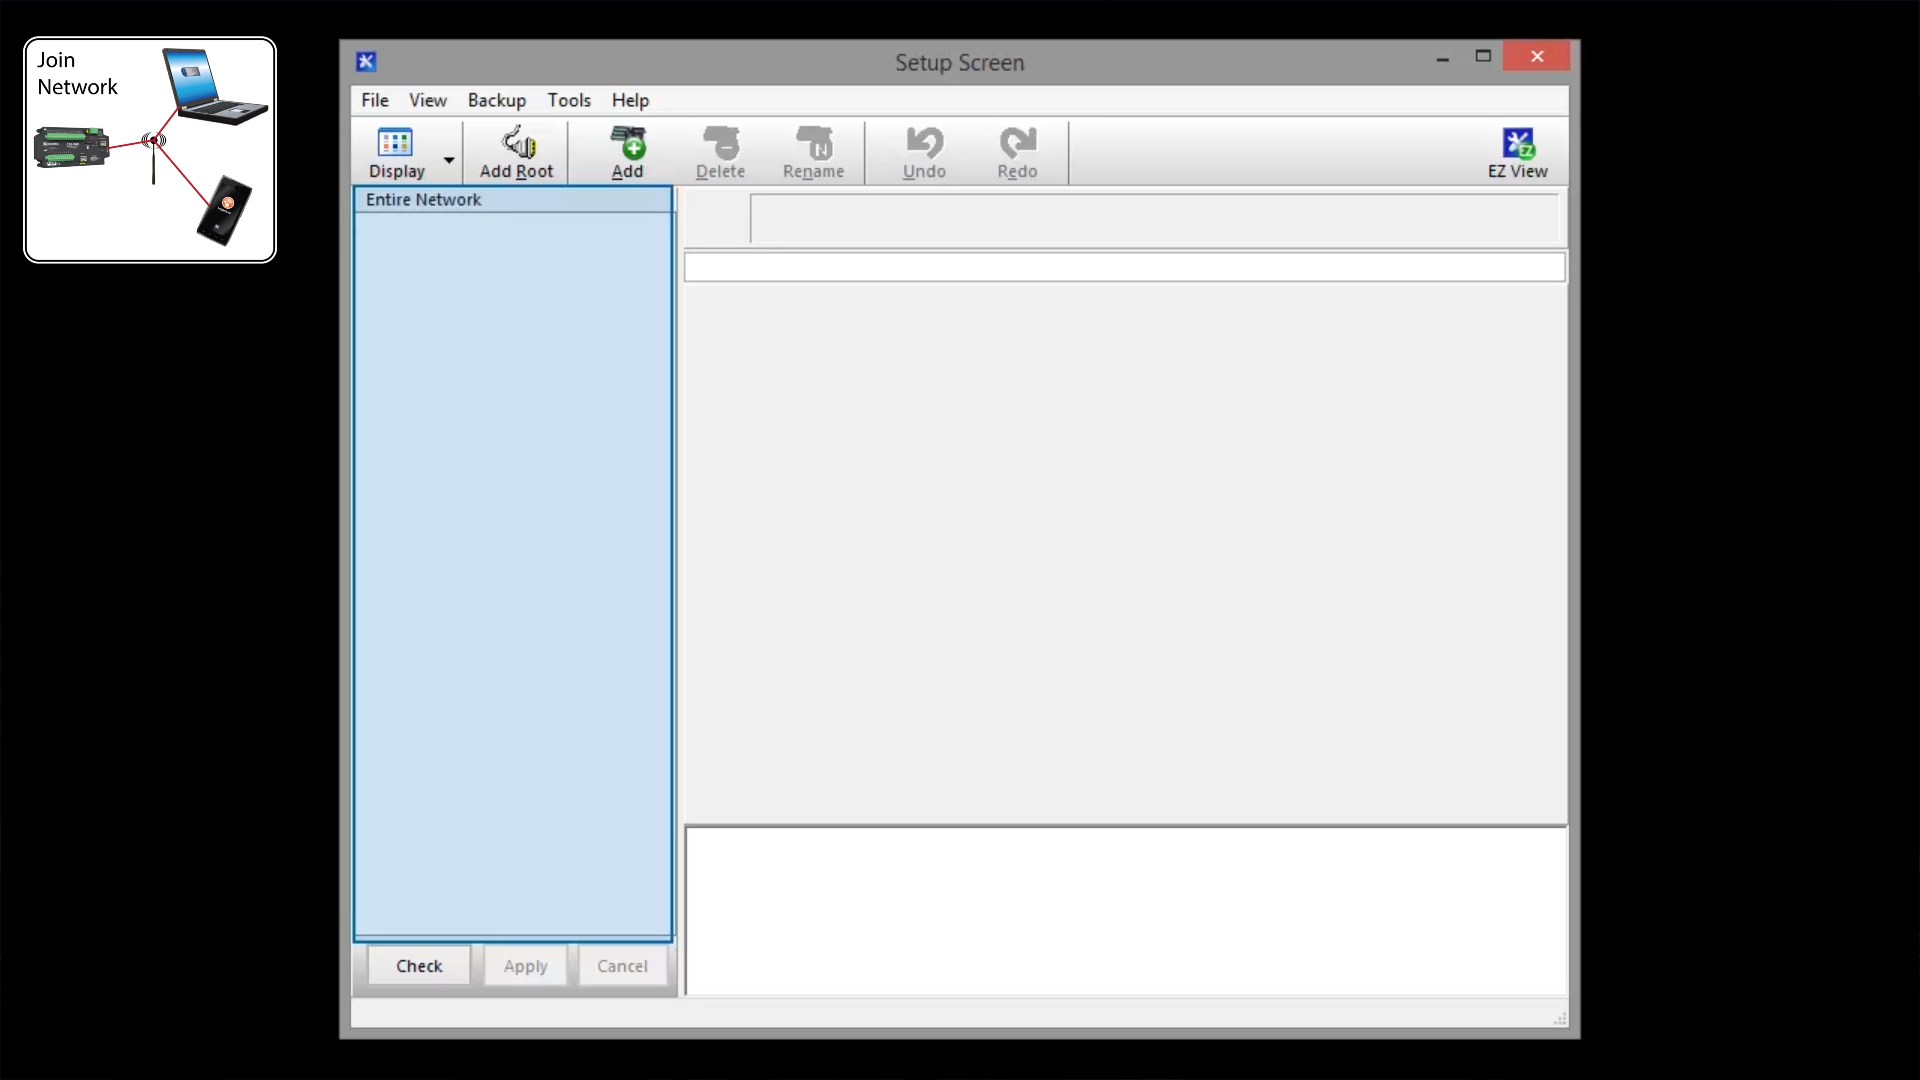 Join
Network
Setup Screen
File View Backup Tools Help
Display Add Root Add Delete Rename Undo Redo EZ View
Entire Network
Check Apply Cancel